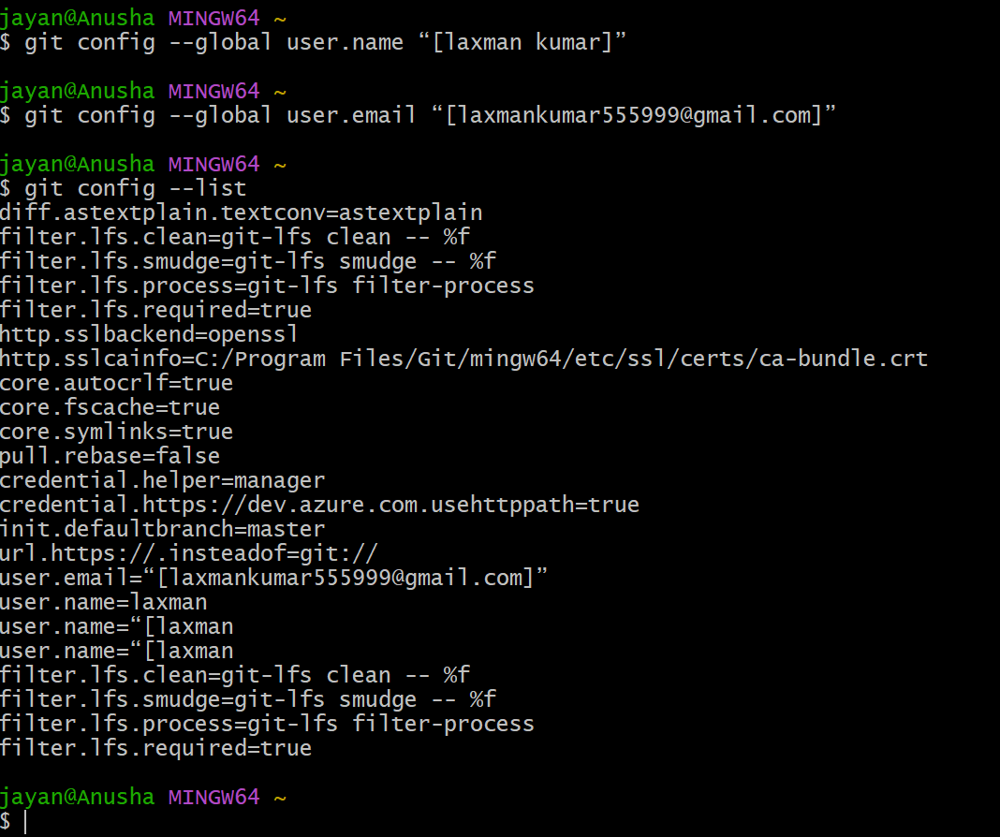 jayan@Anusha MINGW64 ~
$ git config --global user.name “[laxman kumar]”
jayan@Anusha MINGW64 ~
$ git config --global user.email “[laxmankumar555999@gmail.com]”
jayan@Anusha MINGW64 ~
$ git config --list
diff.astextplain.textconv=astextplain
filter.lfs.clean=git-lfs clean -- %f
filter.lfs.smudge=git-lfs smudge -- %f
filter.lfs.process=git-lfs filter-process
filter.lfs.required=true
http.sslbackend=openssl
http.sslcainfo=C:/Program Files/Git/mingw64/etc/ssl/certs/ca-bundle.crt
core.autocrlf=true
core.fscache=true
core.symlinks=true
pull.rebase=false
credential.helper=manager
credential.https://dev.azure.com.usehttppath=true
init.defaultbranch=master
url.https://.insteadof=git://
user.email=“[laxmankumar555999@gmail.com]”
user.name=laxman
user.name=“[laxman
user.name=“[laxman
filter.lfs.clean=git-lfs clean -- %f
filter.lfs.smudge=git-lfs smudge -- %f
filter.lfs.process=git-lfs filter-process
filter.lfs.required=true
jayan@Anusha MINGW64 ~
$